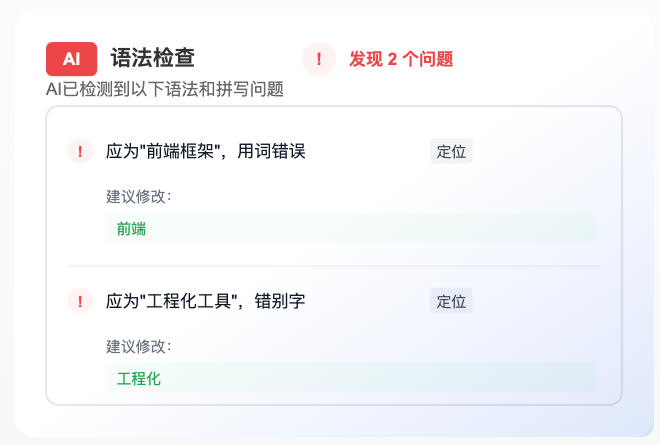 AI 语法检查 ! 发现 2 个问题
AI已检测到以下语法和拼写问题
! 应为"前端框架"，用词错误 定位
建议修改：
前端
! 应为"工程化工具"，错别字 定位
建议修改：
工程化